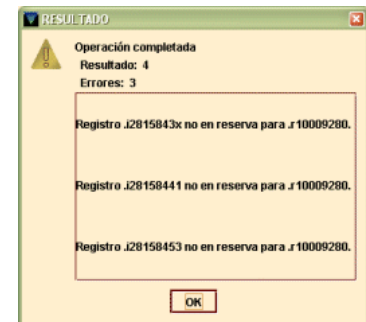 RESULTADO
Operación completada
Resultado: 4
Errores: 3
Registro .i2815843x no en reserva para .r10009280.
Registro .i28158441 no en reserva para .r10009280.
Registro .i28158453 no en reserva para .r10009280.
OK